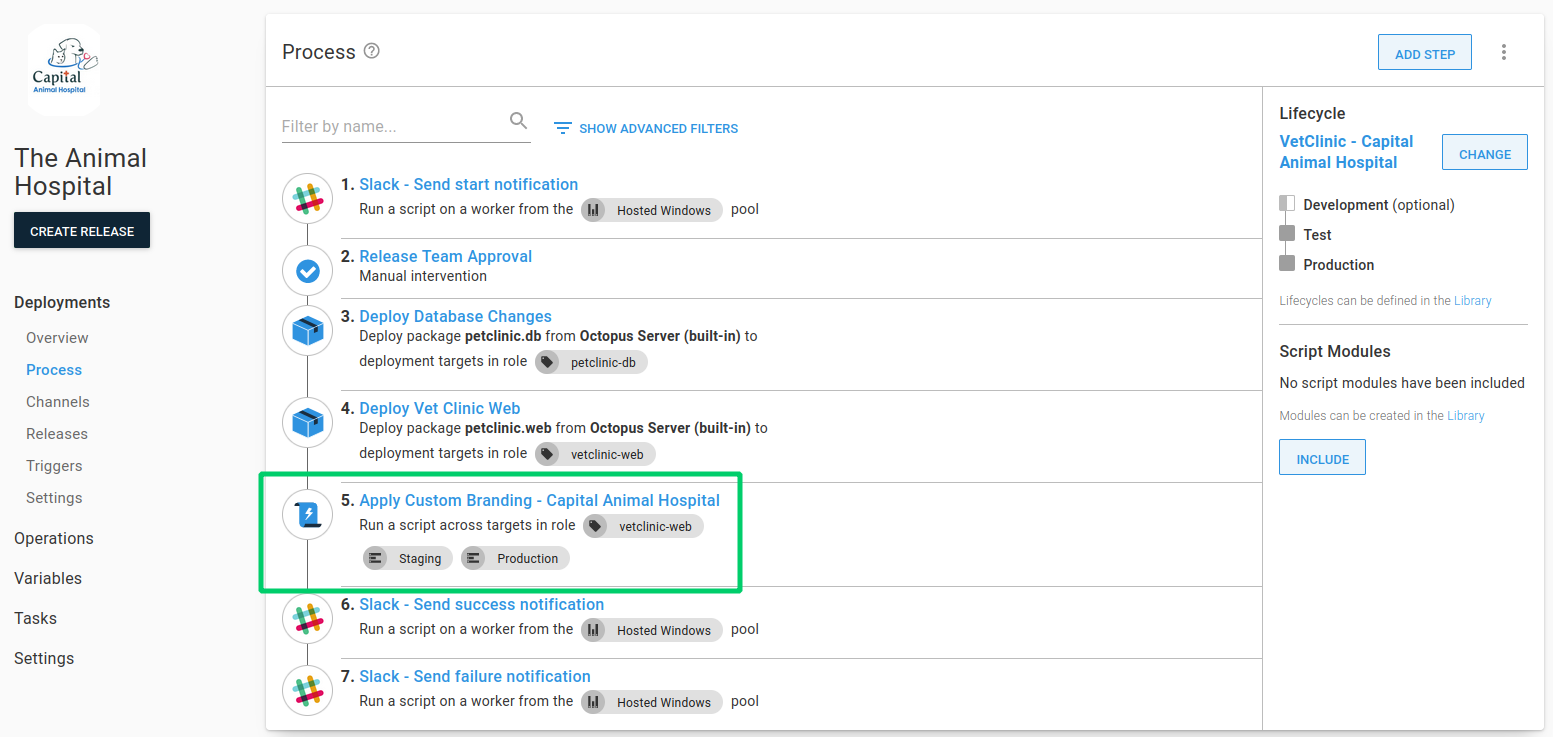 Capital
Animal Hospital
The Animal
Hospital
CREATE RELEASE
Deployments
Overview
Process
Channels
Releases
Triggers
Settings
Operations
Variables
Tasks
Settings
Process
ADD STEP
Filter by name...
SHOW ADVANCED FILTERS
1. Slack - Send start notification
Run a script on a worker from the Hosted Windows pool
2. Release Team Approval
Manual intervention
3. Deploy Database Changes
Deploy package petclinic.db from Octopus Server (built-in) to
deployment targets in role petclinic-db
4. Deploy Vet Clinic Web
Deploy package petclinic.web from Octopus Server (built-in) to
deployment targets in role vetclinic-web
5. Apply Custom Branding - Capital Animal Hospital
Run a script across targets in role vetclinic-web
Staging Production
6. Slack - Send success notification
Run a script on a worker from the Hosted Windows pool
7. Slack - Send failure notification
Run a script on a worker from the Hosted Windows pool
Lifecycle
VetClinic - Capital
Animal Hospital
CHANGE
Development (optional)
Test
Production
Lifecycles can be defined in the Library
Script Modules
No script modules have been included
Modules can be created in the Library
INCLUDE